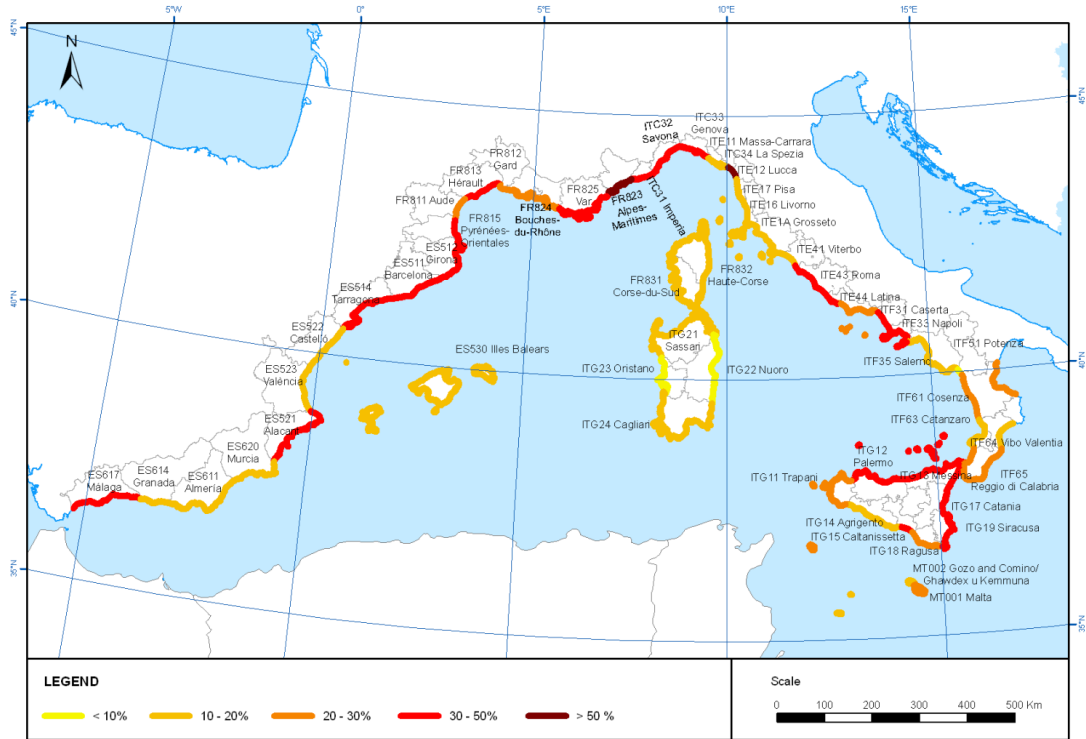 5°W
0°
5°E
10°E
15°E
45°N
45°N
N
ITC33
Genova
ITC32
Savona
ITE11 Massa-Carrara
ITC34 La Spezia
ITE12 Lucca
ITE17 Pisa
ITE16 Livorno
ITE1A Grosseto
FR812
Gard
FR813
Hérault
FR825
Var
FR811 Aude
FR824
Bouches-
du-Rhône
FR823
Alpes-
Maritimes
ITC31 Imperia
FR815
Pyrénées-
Orientales
ES512
Girona
ES511
Barcelona
ES514
Tarragona
FR832
Haute-Corse
FR831
Corse-du-Sud
ITE41 Viterbo
ITE43 Roma
ITE44 Latina
ITF31 Caserta
ITF33 Napoli
ITF51 Potenza
ITF35 Salerno
40°N
40°N
ES522
Castelló
ES530 Illes Balears
ITG21
Sassari
ITG23 Oristano
ITG22 Nuoro
ES523
València
ITF61 Cosenza
ITF63 Catanzaro
ITG24 Cagliari
ES521
Alacant
ITF64 Vibo Valentia
ES620
Murcia
ITG12
Palermo
ES617
Málaga
ES614
Granada
ES611
Almería
ITG11 Trapani
ITG13 Messina
ITF65
Reggio di Calabria
ITG17 Catania
ITG14 Agrigento
ITG19 Siracusa
ITG15 Caltanissetta
ITG18 Ragusa
35°N
MT002 Gozo and Comino/
Ghawdex u Kemmuna
MT001 Malta
35°N
LEGEND
< 10%
10 - 20%
20 - 30%
30 - 50%
> 50 %
Scale
0 100 200 300 400 500 Km